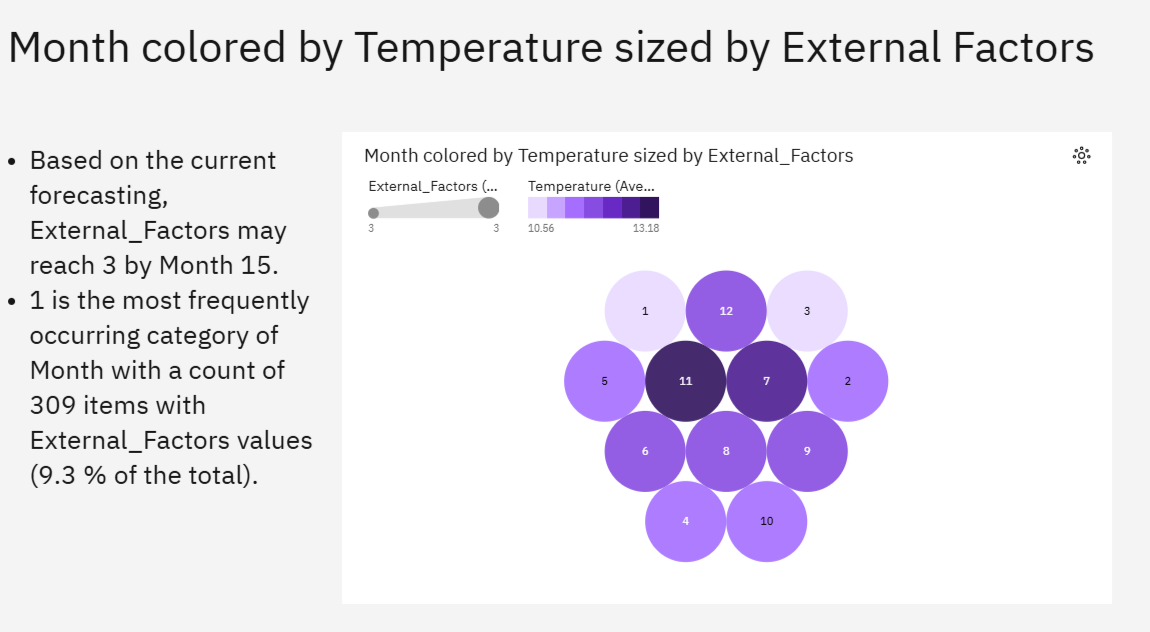 Month colored by Temperature sized by External Factors
• Based on the current
forecasting,
External_Factors may
reach 3 by Month 15.
• 1 is the most frequently
occurring category of
Month with a count of
309 items with
External_Factors values
(9.3 % of the total).
Month colored by Temperature sized by External_Factors
External_Factors (... Temperature (Ave...
3 3 10.56 13.18
1 12 3
5 11 7 2
6 8 9
4 10